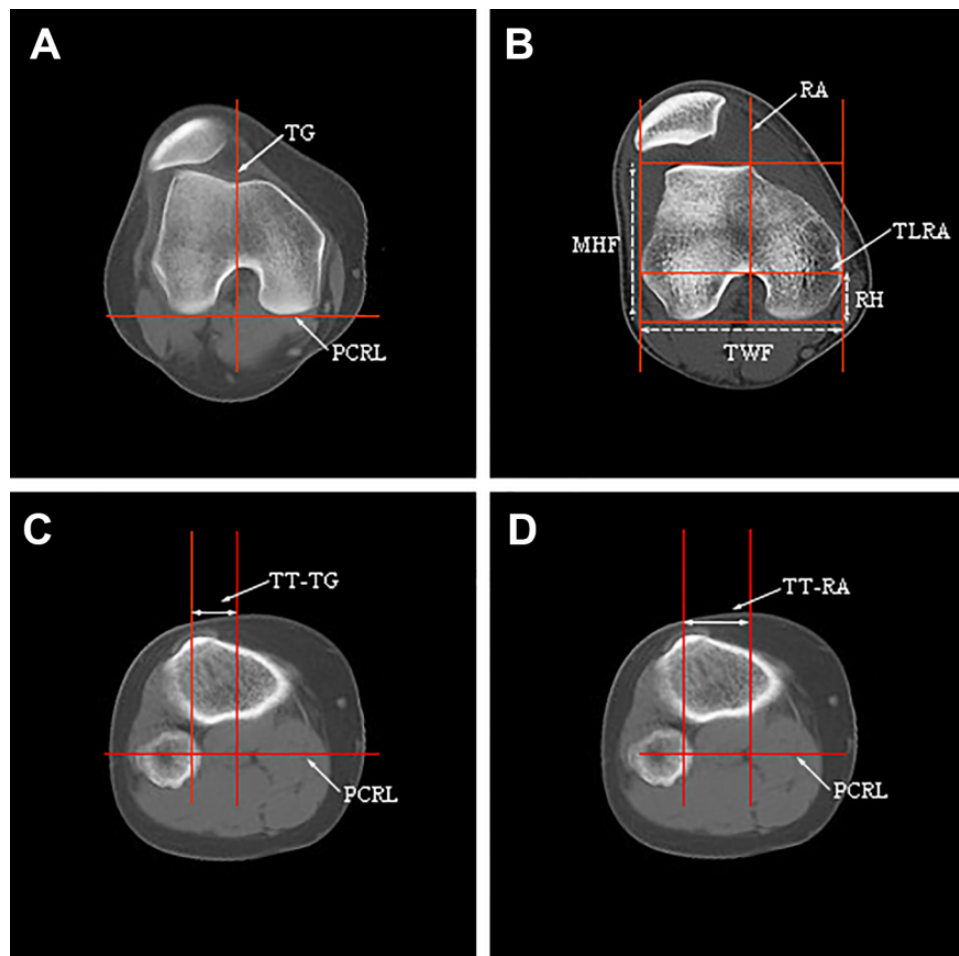 A
TG
PCRL
B
RA
MHF
TLRA
RH
TWF
C
TT-TG
PCRL
D
TT-RA
PCRL